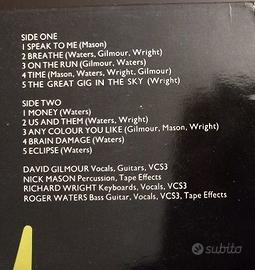 SIDE ONE
1 SPEAK TO ME (Mason)
2 BREATHE (Waters, Gilmour, Wright)
3 ON THE RUN (Gilmour, Waters)
4 TIME (Mason, Waters, Wright, Gilmour)
5 THE GREAT GIG IN THE SKY (Wright)
SIDE TWO
1 MONEY (Waters)
2 US AND THEM (Waters, Wright)
3 ANY COLOUR YOU LIKE (Gilmour, Mason, Wright)
4 BRAIN DAMAGE (Waters)
5 ECLIPSE (Waters)
DAVID GILMOUR Vocals, Guitars, VCS3
NICK MASON Percussion, Tape Effects
RICHARD WRIGHT Keyboards, Vocals, VCS3
ROGER WATERS Bass Guitar, Vocals, VCS3, Tape Effects
subito